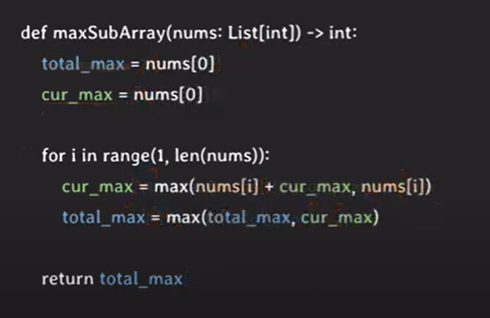 def maxSubArray(nums: List[int]) -> int:
total_max = nums[0]
cur_max = nums[0]
for i in range(1, len(nums)):
cur_max = max(nums[i] + cur_max, nums[i])
total_max = max(total_max, cur_max)
return total_max